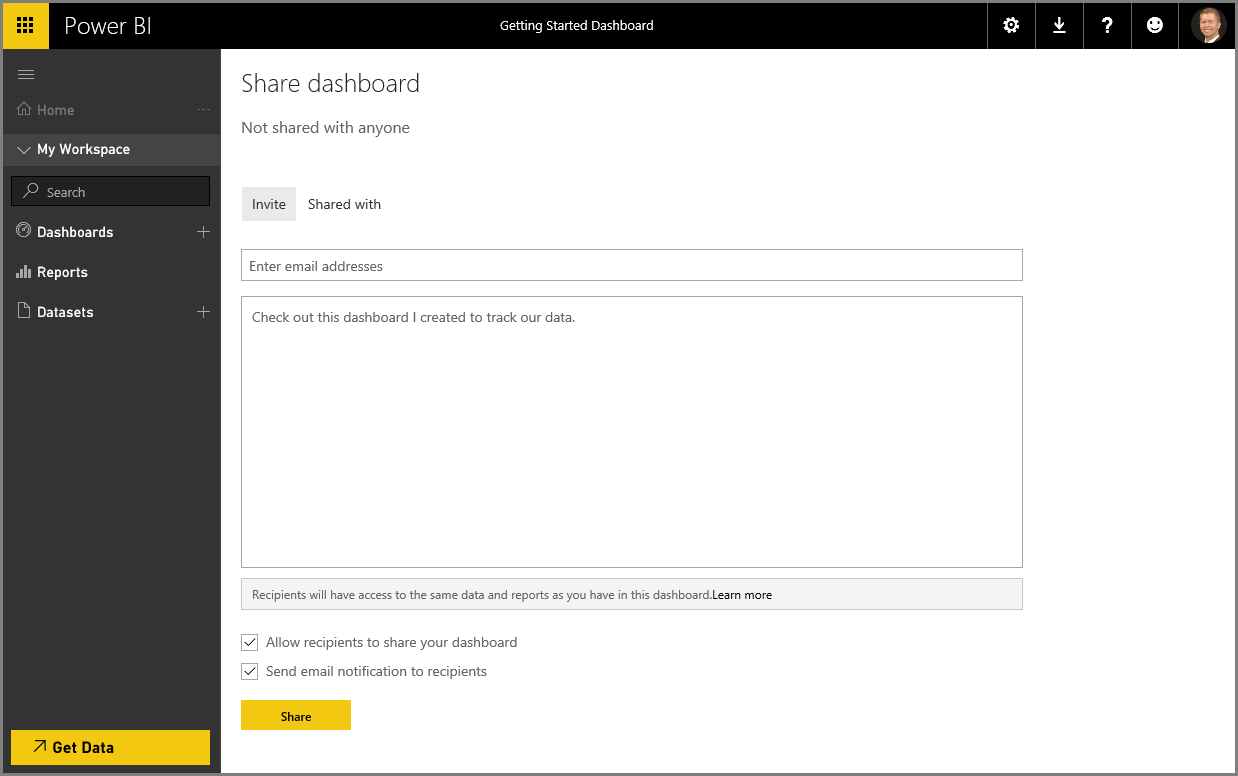 Power BI
Getting Started Dashboard
?
Home
...
My Workspace
Search
Dashboards
Reports
Datasets
Get Data
Share dashboard
Not shared with anyone
Invite
Shared with
Enter email addresses
Check out this dashboard I created to track our data.
Recipients will have access to the same data and reports as you have in this dashboard.Learn more
Allow recipients to share your dashboard
Send email notification to recipients
Share